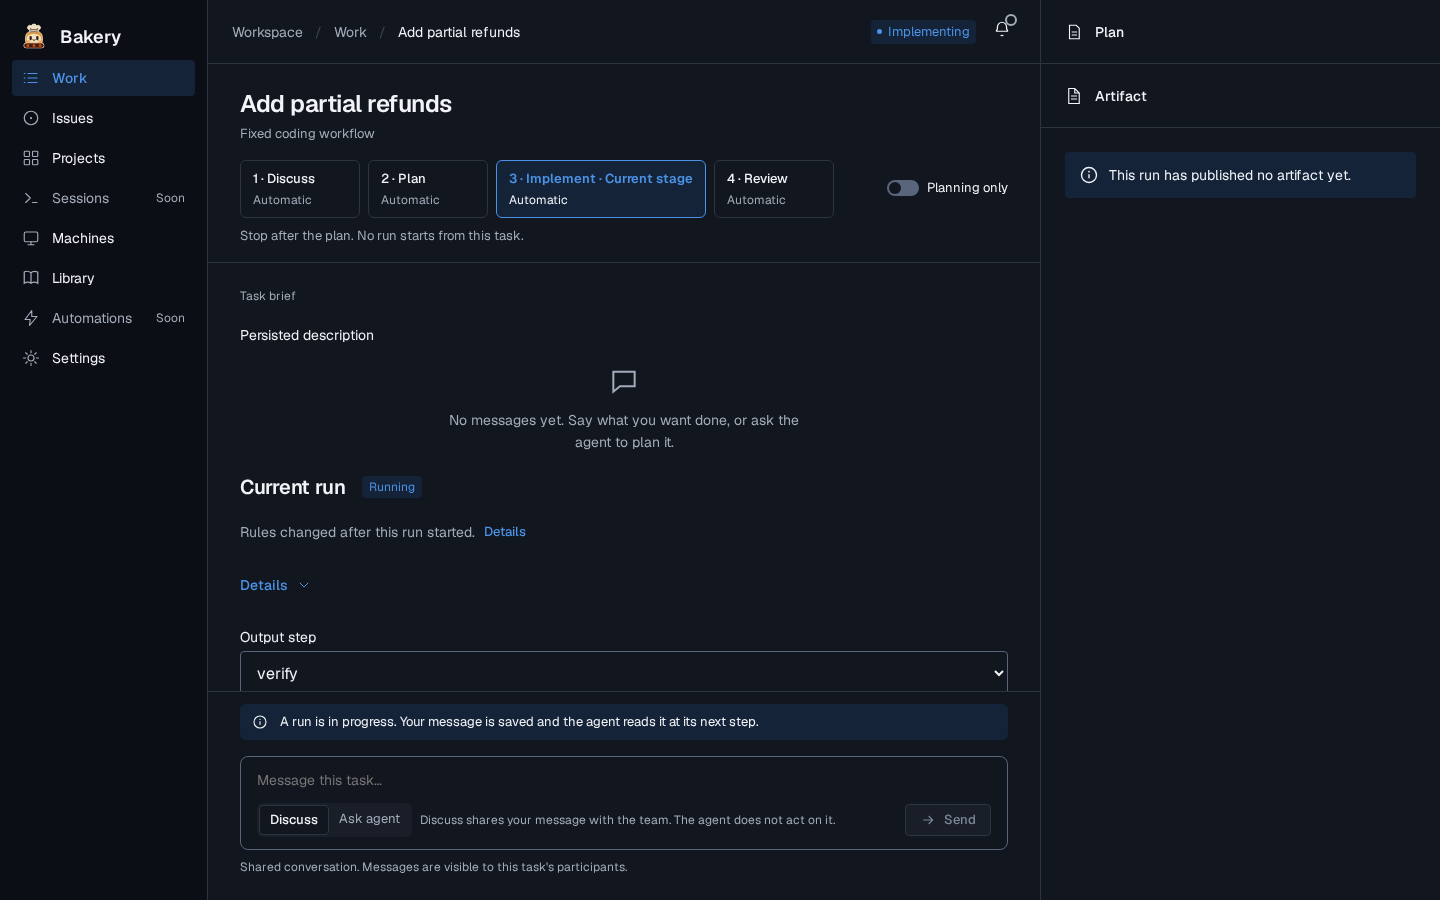 Bakery
Work
Issues
Projects
Sessions Soon
Machines
Library
Automations Soon
Settings
Workspace / Work / Add partial refunds
Implementing
Add partial refunds
Fixed coding workflow
1 · Discuss
Automatic
2 · Plan
Automatic
3 · Implement · Current stage
Automatic
4 · Review
Automatic
Planning only
Stop after the plan. No run starts from this task.
Task brief
Persisted description
No messages yet. Say what you want done, or ask the
agent to plan it.
Current run Running
Rules changed after this run started. Details
Details
Output step
verify
A run is in progress. Your message is saved and the agent reads it at its next step.
Message this task...
Discuss Ask agent Discuss shares your message with the team. The agent does not act on it. Send
Shared conversation. Messages are visible to this task's participants.
Plan
Artifact
This run has published no artifact yet.